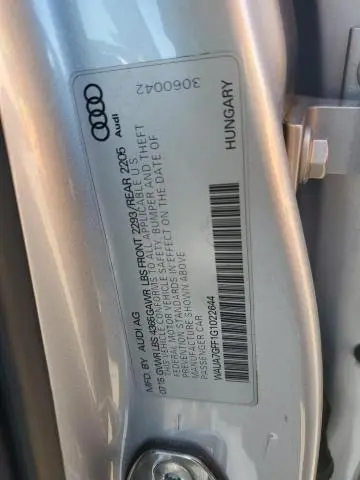 Audi
3060042
MFD. BY AUDI AG
07/15 GVWR LBS 4385 GAWR LBS FRONT 2293/REAR 2205
THIS VEHICLE CONFORMS TO ALL APPLICABLE U.S.
FEDERAL MOTOR VEHICLE SAFETY, BUMPER AND THEFT
PREVENTION STANDARDS IN EFFECT ON THE DATE OF
MANUFACTURE SHOWN ABOVE
PASSENGER CAR
WAUA7GFF1G1022644
HUNGARY